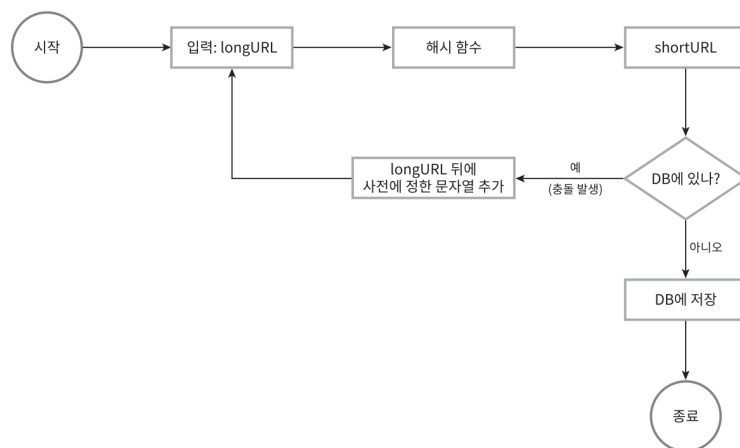 시작
입력: longURL
해시 함수
shortURL
longURL 뒤에
사전에 정한 문자열 추가
예
(충돌 발생)
DB에 있나?
아니오
DB에 저장
종료